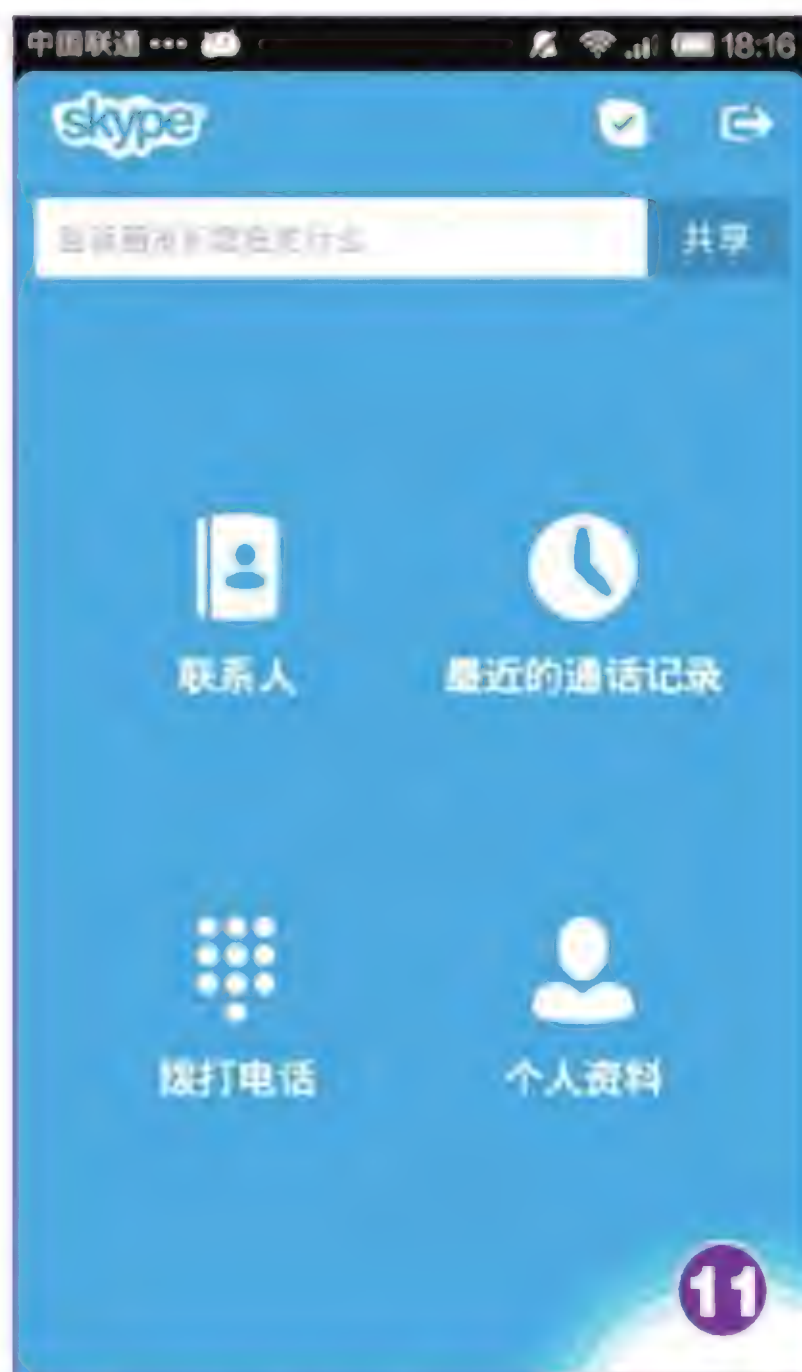 中国联通 ... 18:16
skype
共享
联系人
最近的通话记录
拨打电话
个人资料
11